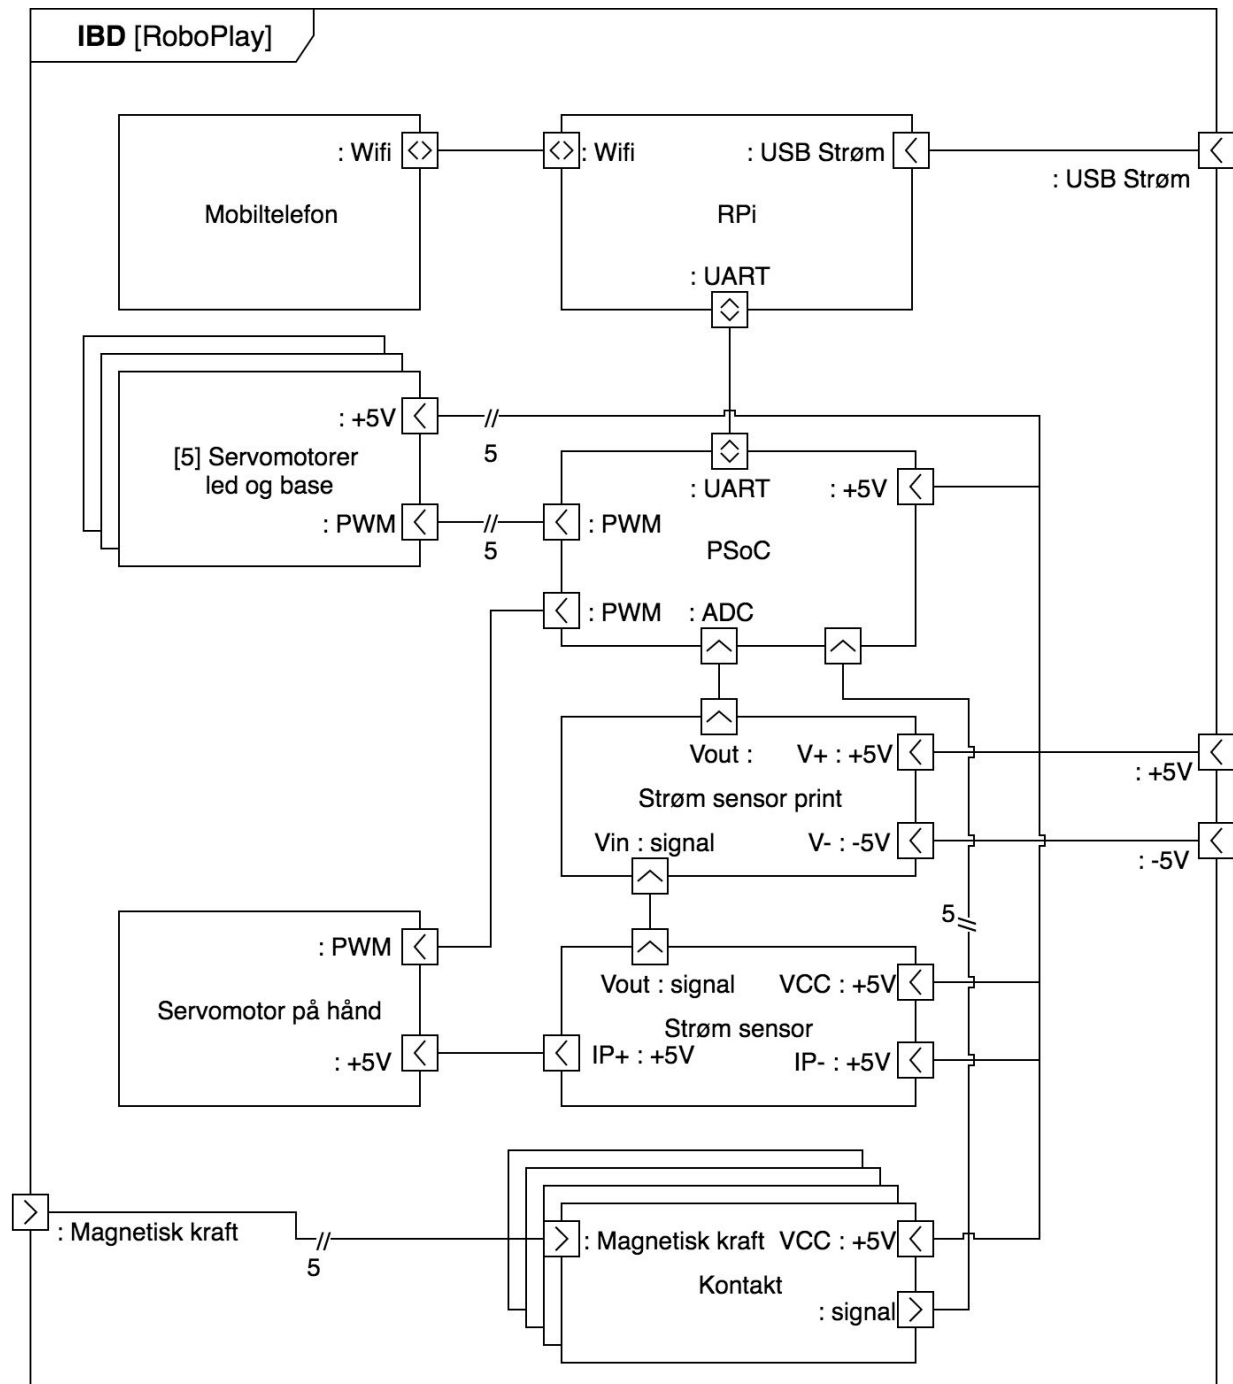 IBD [RoboPlay]
: Wifi
: Wifi
: USB Strøm
: USB Strøm
Mobiltelefon
RPi
: UART
: +5V
5
[5] Servomotorer
led og base
: UART
: +5V
: PWM
5
: PWM
PSoC
: PWM
: ADC
Vout :
V+ : +5V
: +5V
Strøm sensor print
Vin : signal
V- : -5V
: -5V
5
: PWM
Vout : signal
VCC : +5V
Servomotor på hånd
Strøm sensor
: +5V
IP+ : +5V
IP- : +5V
: Magnetisk kraft
5
: Magnetisk kraft
VCC : +5V
Kontakt
: signal